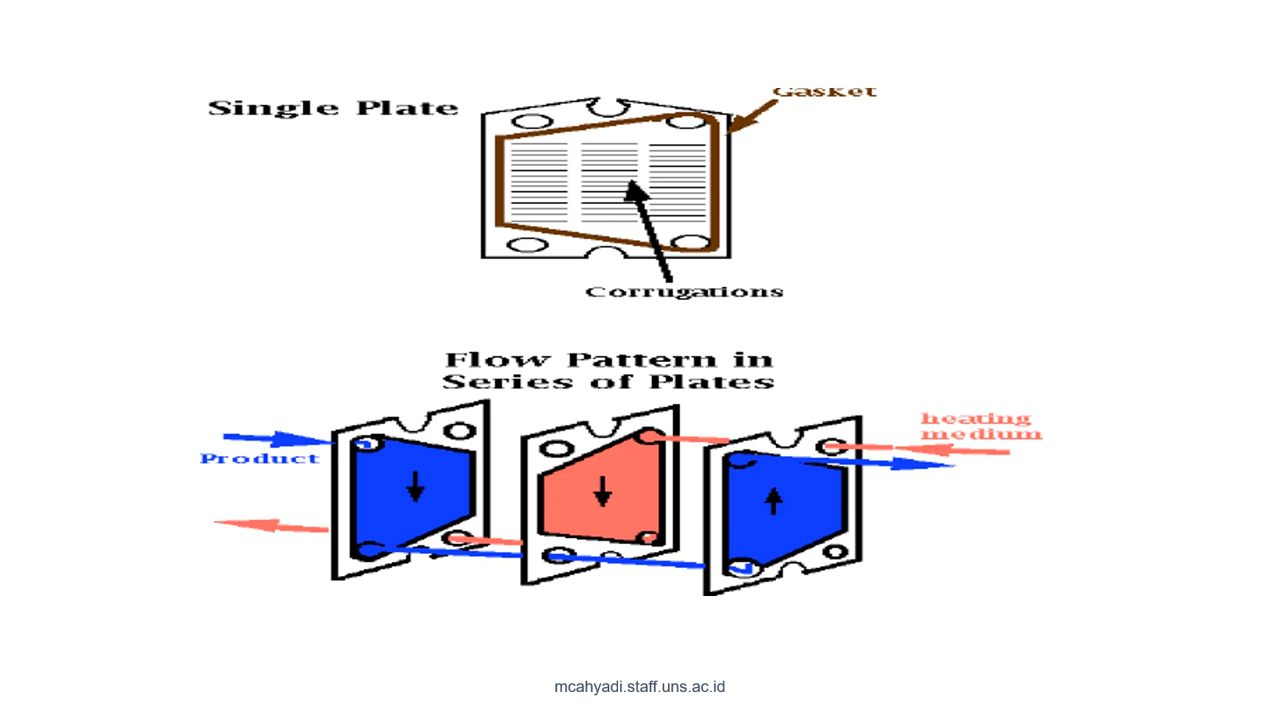 Gasket
Single Plate
Corrugations
Flow Pattern in
Series of Plates
heating
medium
Product
mcahyadi.staff.uns.ac.id